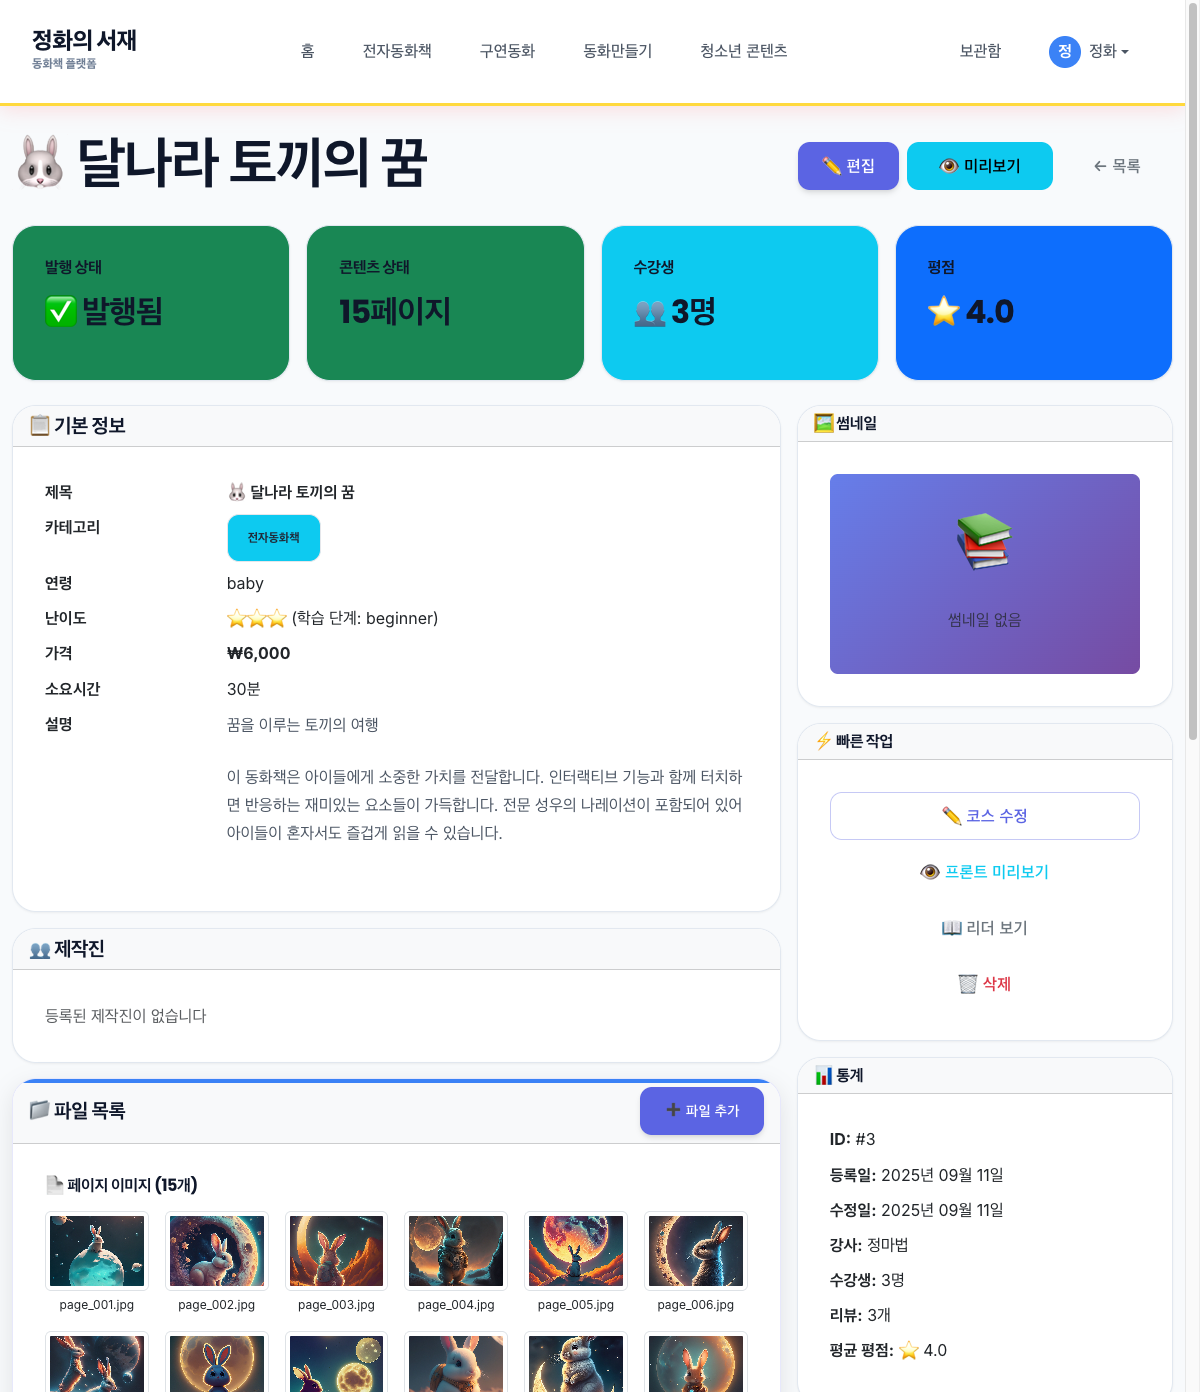 정화의 서재
동화책 플랫폼
홈
전자동화책
구연동화
동화만들기
청소년 콘텐츠
보관함
정
정화
🐰 달나라 토끼의 꿈
✏️ 편집
👁️ 미리보기
← 목록
발행 상태
✅ 발행됨
콘텐츠 상태
15페이지
수강생
👥 3명
평점
⭐ 4.0
📋 기본 정보
제목
🐰 달나라 토끼의 꿈
카테고리
전자동화책
연령
baby
난이도
⭐⭐⭐ (학습 단계: beginner)
가격
₩6,000
소요시간
30분
설명
꿈을 이루는 토끼의 여행
이 동화책은 아이들에게 소중한 가치를 전달합니다. 인터랙티브 기능과 함께 터치하
면 반응하는 재미있는 요소들이 가득합니다. 전문 성우의 나레이션이 포함되어 있어
아이들이 혼자서도 즐겁게 읽을 수 있습니다.
👥 제작진
등록된 제작진이 없습니다
📁 파일 목록
➕ 파일 추가
📄 페이지 이미지 (15개)
page_001.jpg
page_002.jpg
page_003.jpg
page_004.jpg
page_005.jpg
page_006.jpg
🖼️ 썸네일
썸네일 없음
⚡ 빠른 작업
✏️ 코스 수정
👁️ 프론트 미리보기
📖 리더 보기
🗑️ 삭제
📊 통계
ID: #3
등록일: 2025년 09월 11일
수정일: 2025년 09월 11일
강사: 정마법
수강생: 3명
리뷰: 3개
평균 평점: ⭐ 4.0